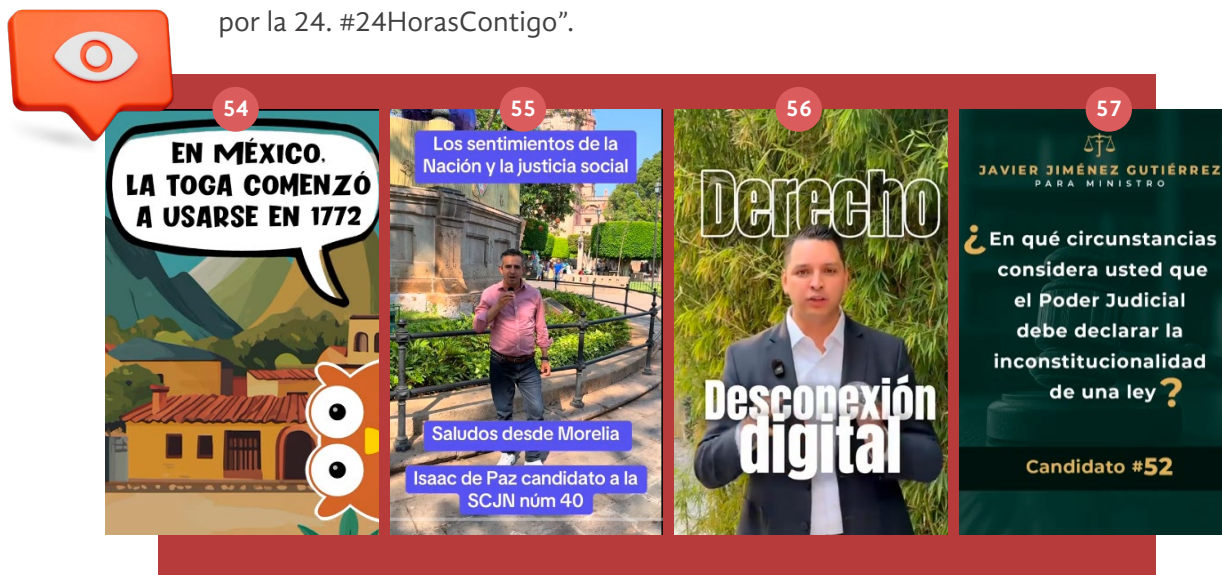 por la 24. #24HorasContigo”.
54
EN MÉXICO,
LA TOGA COMENZÓ
A USARSE EN 1772
55
Los sentimientos de la
Nación y la justicia social
Saludos desde Morelia
Isaac de Paz candidato a la
SCJN núm 40
56
Derecho
Desconexión
digital
57
JAVIER JIMÉNEZ GUTIÉRREZ
PARA MINISTRO
¿En qué circunstancias
considera usted que
el Poder Judicial
debe declarar la
inconstitucionalidad
de una ley?
Candidato #52